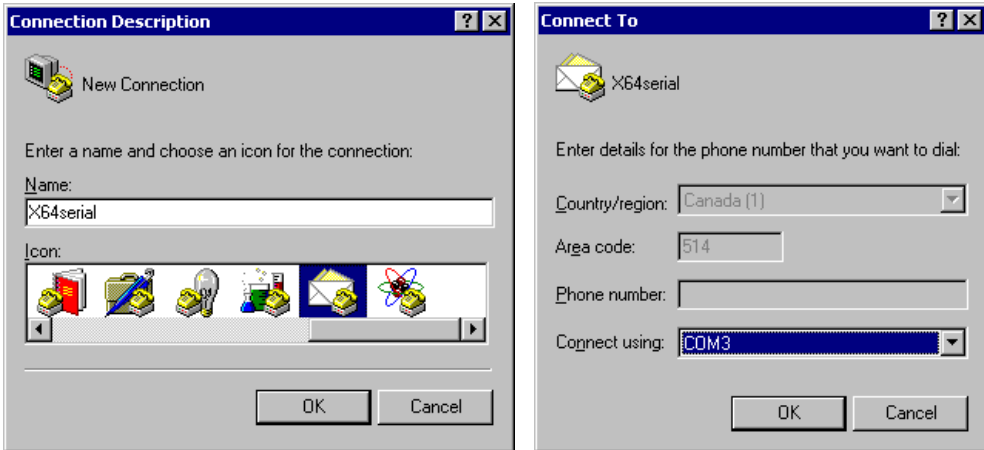 Connection Description
New Connection
Enter a name and choose an icon for the connection:
Name:
X64serial
Icon:
OK Cancel
Connect To
X64serial
Enter details for the phone number that you want to dial:
Country/region: Canada (1)
Area code: 514
Phone number:
Connect using: COM3
OK Cancel